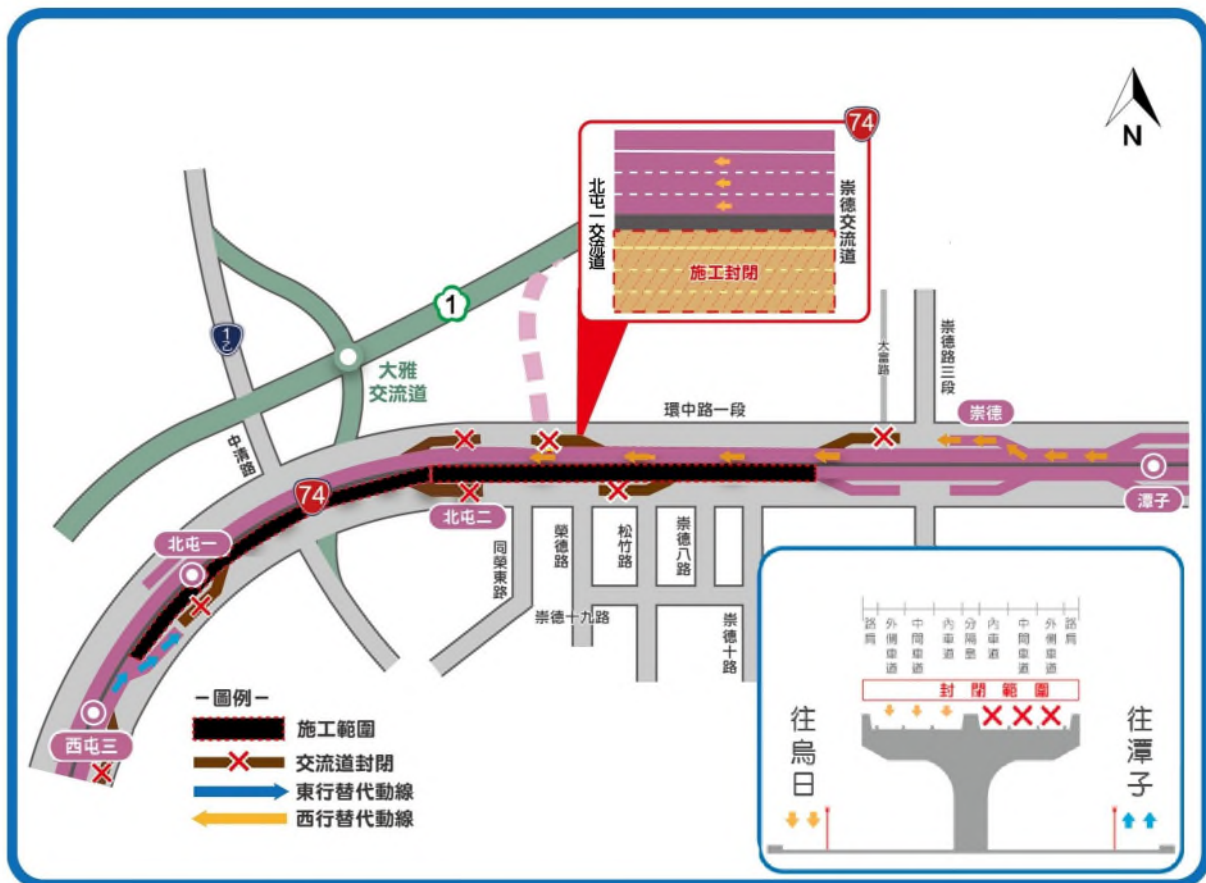 74
N
北屯一交流道
崇德交流道
施工封閉
1
1乙
大雅
交流道
中清路
大富路
崇德路三段
環中路一段
崇德
潭子
74
北屯二
北屯一
西屯三
同榮東路
榮德路
松竹路
崇德八路
崇德十路
崇德十九路
－圖例－
施工範圍
交流道封閉
東行替代動線
西行替代動線
路肩
外側車道
中間車道
內車道
分隔島
內車道
中間車道
外側車道
路肩
封閉範圍
往烏日
往潭子